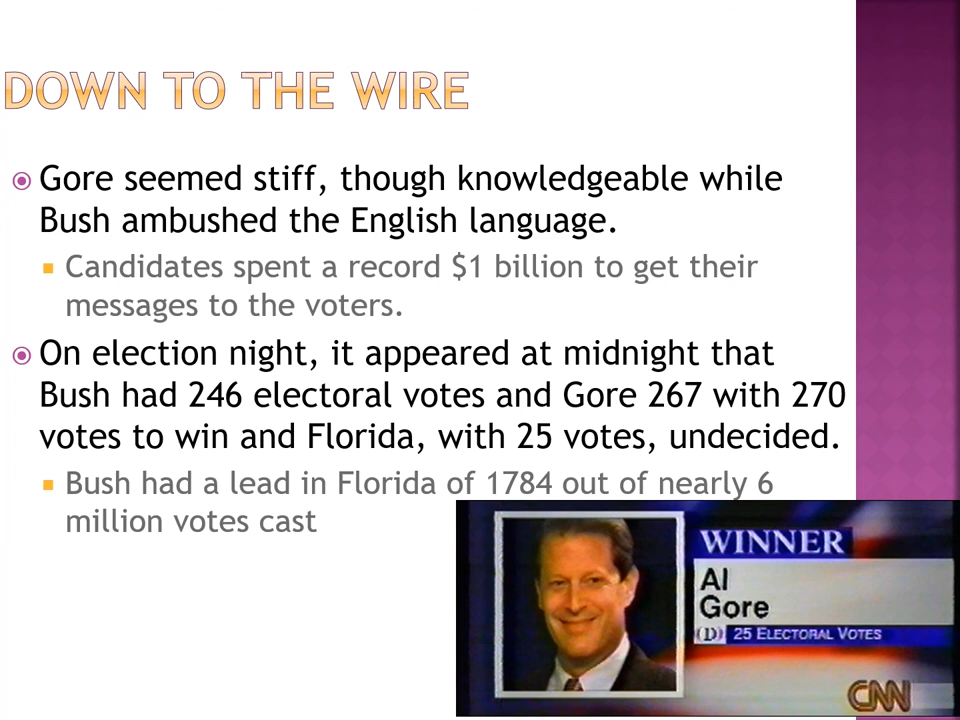 DOWN TO THE WIRE
Gore seemed stiff, though knowledgeable while
Bush ambushed the English language.
Candidates spent a record $1 billion to get their
messages to the voters.
On election night, it appeared at midnight that
Bush had 246 electoral votes and Gore 267 with 270
votes to win and Florida, with 25 votes, undecided.
Bush had a lead in Florida of 1784 out of nearly 6
million votes cast
WINNER
Al
Gore
(D) 25 ELECTORAL VOTES
CNN